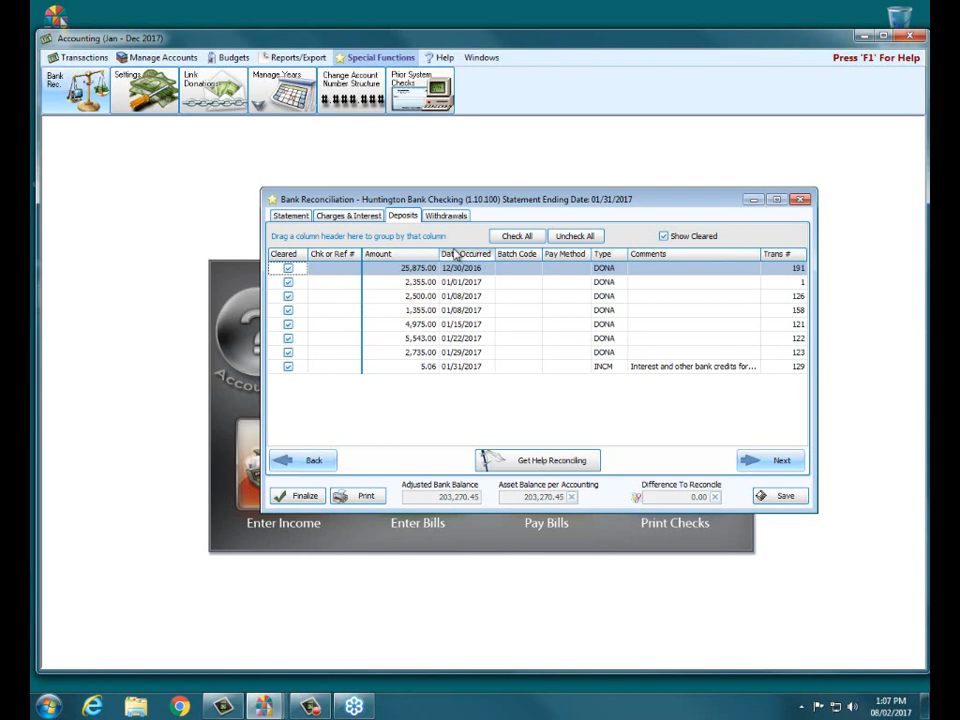 Accounting (Jan - Dec 2017)
Transactions Manage Accounts Budgets Reports/Export Special Functions Help Windows Press 'F1' For Help
Bank Rec. Settings Link Donations Manage Years Change Account Number Structure Prior System Checks
Bank Reconciliation - Huntington Bank Checking (1.10.100) Statement Ending Date: 01/31/2017
Statement Charges & Interest Deposits Withdrawals
Drag a column header here to group by that column Check All Uncheck All Show Cleared
Cleared Chk or Ref # Amount Date Occurred Batch Code Pay Method Type Comments Trans #
25,875.00 12/30/2016 DONA 191
2,355.00 01/01/2017 DONA 1
2,500.00 01/08/2017 DONA 126
1,355.00 01/08/2017 DONA 158
4,975.00 01/15/2017 DONA 121
5,543.00 01/22/2017 DONA 122
2,735.00 01/29/2017 DONA 123
5.06 01/31/2017 INCM Interest and other bank credits for... 129
Back Get Help Reconciling Next
Adjusted Bank Balance Asset Balance per Accounting Difference To Reconcile
Finalize Print 203,270.45 203,270.45 0.00 Save
Enter Income Enter Bills Pay Bills Print Checks
1:07 PM
08/02/2017